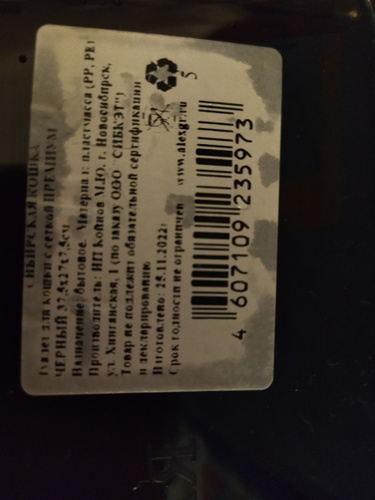 СИБИРСКАЯ КОШКА
Туалет для кошки с сеткой ПРЕМИУМ
ЧЕРНЫЙ 37,5х27х7,5см
Назначение: бытовое. Материал: пластмасса (PP, PE)
Производитель: ИП Койнов М.Ю. г. Новосибирск,
ул. Хинганская, 1 (по заказу ООО "СИБКЭТ")
Товар не подлежит обязательной сертификации
и декларированию
Изготовлено: 25.11.2022г
Срок годности не ограничен www.alexgr.ru
5
4 607109 235973